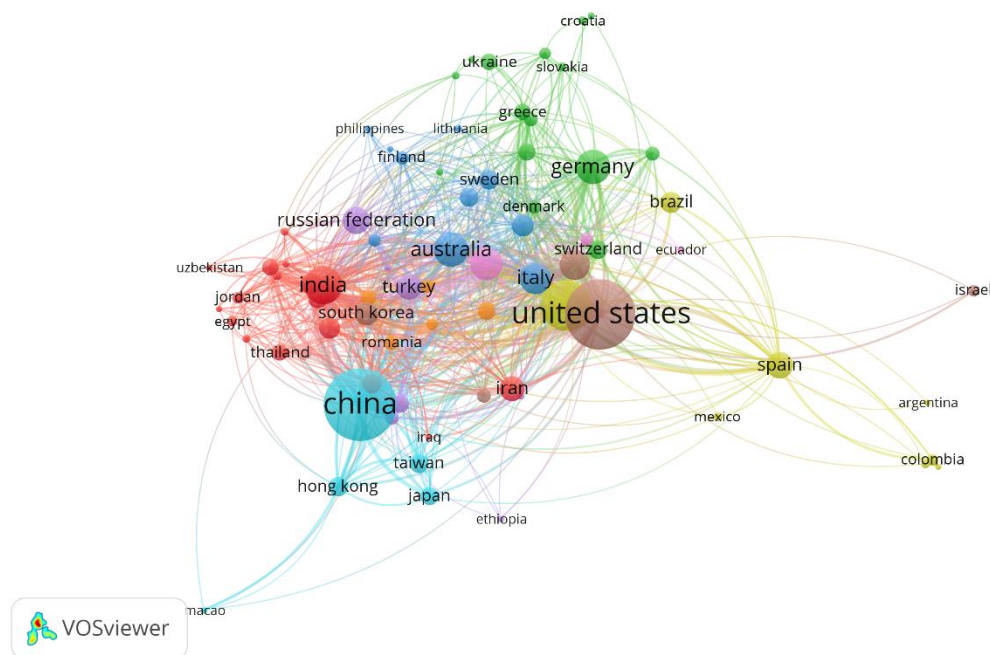 croatia
ukraine
slovakia
greece
philippines
lithuania
finland
germany
sweden
brazil
denmark
russian federation
australia
switzerland
ecuador
uzbekistan
india
turkey
italy
israel
jordan
south korea
united states
egypt
romania
thailand
spain
iran
china
argentina
mexico
iraq
taiwan
colombia
hong kong
japan
ethiopia
macao
VOSviewer